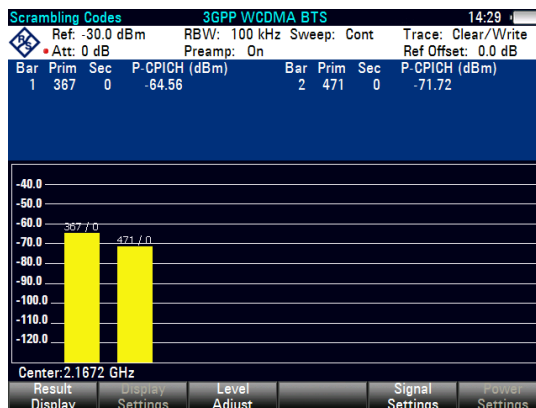 Scrambling Codes 3GPP WCDMA BTS 14:29
Ref: -30.0 dBm RBW: 100 kHz Sweep: Cont Trace: Clear/Write
Att: 0 dB Preamp: On Ref Offset: 0.0 dB
Bar Prim Sec P-CPICH (dBm) Bar Prim Sec P-CPICH (dBm)
1 367 0 -64.56 2 471 0 -71.72
-40.0
-50.0
-60.0
367 / 0
-70.0
471 / 0
-80.0
-90.0
-100.0
-110.0
-120.0
Center:2.1672 GHz
Result Display
Display Settings
Level Adjust
Signal Settings
Power Settings